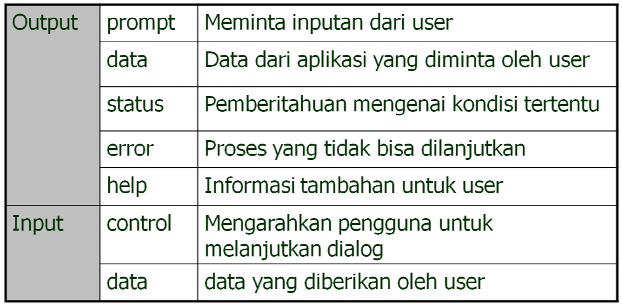 Output prompt Meminta inputan dari user
data Data dari aplikasi yang diminta oleh user
status Pemberitahuan mengenai kondisi tertentu
error Proses yang tidak bisa dilanjutkan
help Informasi tambahan untuk user
Input control Mengarahkan pengguna untuk
melanjutkan dialog
data data yang diberikan oleh user